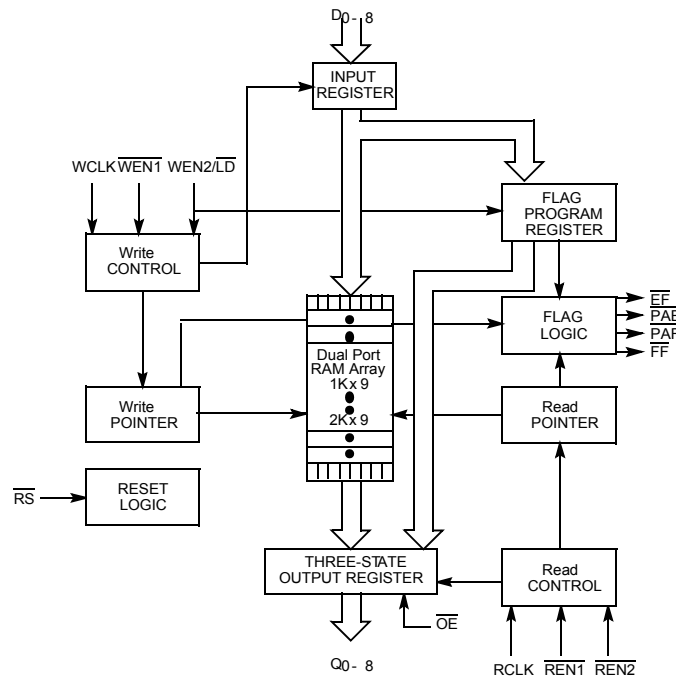 D0- 8
INPUT
REGISTER
WCLK WEN1 WEN2/LD
FLAG
PROGRAM
REGISTER
Write
CONTROL
EF
PAE
PAF
FF
FLAG
LOGIC
Dual Port
RAM Array
1Kx 9
2Kx 9
Write
POINTER
Read
POINTER
RS
RESET
LOGIC
THREE-STATE
OUTPUT REGISTER
Read
CONTROL
OE
Q0- 8
RCLK REN1 REN2